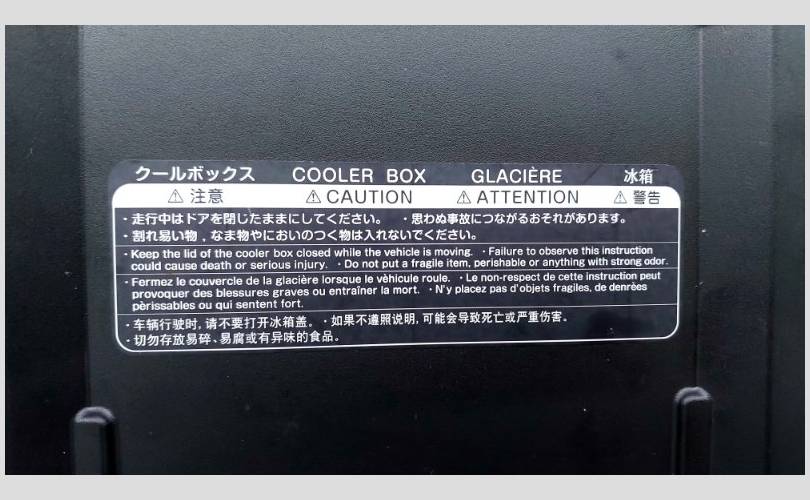 クールボックス COOLER BOX GLACIÈRE 冰箱
⚠ 注意 ⚠ CAUTION ⚠ ATTENTION ⚠ 警告
・走行中はドアを閉じたままにしてください。 ・思わぬ事故につながるおそれがあります。
・割れ易い物，なま物やにおいのつく物は入れないでください。
・Keep the lid of the cooler box closed while the vehicle is moving. ・Failure to observe this instruction
could cause death or serious injury. ・Do not put a fragile item, perishable or anything with strong odor.
・Fermez le couvercle de la glacière lorsque le vèhicule roule. ・Le non-respect de cette instruction peut
provoquer des blessures graves ou entraîner la mort. ・N'y placez pas d'objets fragiles, de denrèes
pèrissables ou qui sentent fort.
・车辆行驶时, 请不要打开冰箱盖。 ・如果不遵照说明, 可能会导致死亡或严重伤害。
・切勿存放易碎、易腐或有异味的食品。